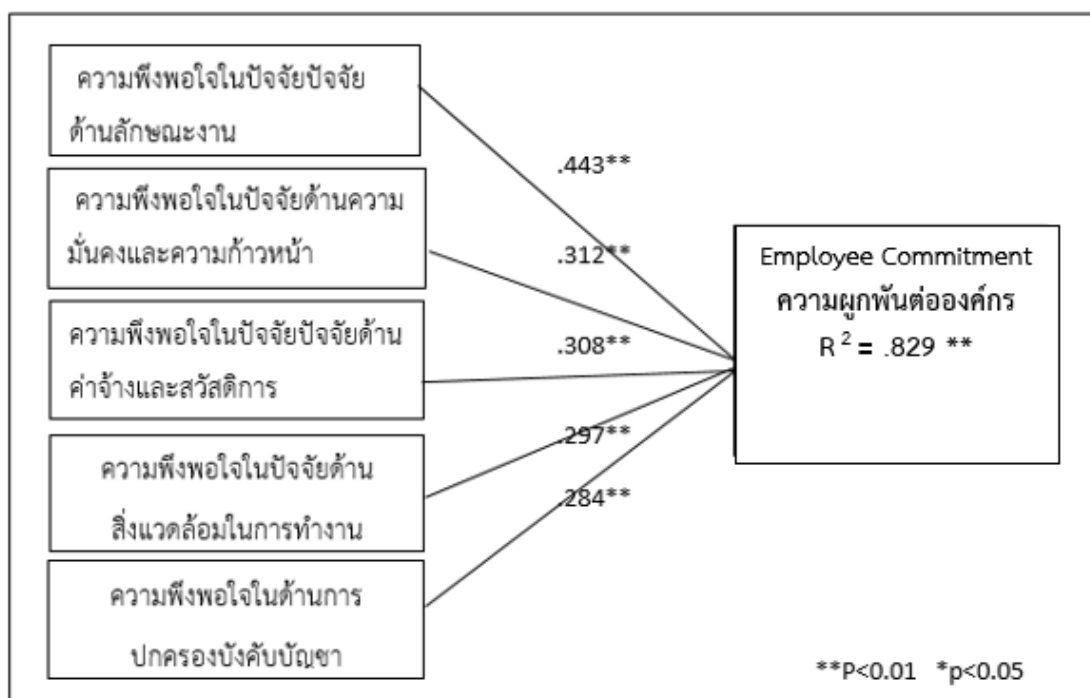 ความพึงพอใจในปัจจัยปัจจัย
ด้านลักษณะงาน
ความพึงพอใจในปัจจัยด้านความ
มั่นคงและความก้าวหน้า
ความพึงพอใจในปัจจัยปัจจัยด้าน
ค่าจ้างและสวัสดิการ
ความพึงพอใจในปัจจัยด้าน
สิ่งแวดล้อมในการทำงาน
ความพึงพอใจในด้านการ
ปกครองบังคับบัญชา
.443**
.312**
.308**
.297**
.284**
Employee Commitment
ความผูกพันต่อองค์กร
R² = .829 **
**P<0.01 *p<0.05